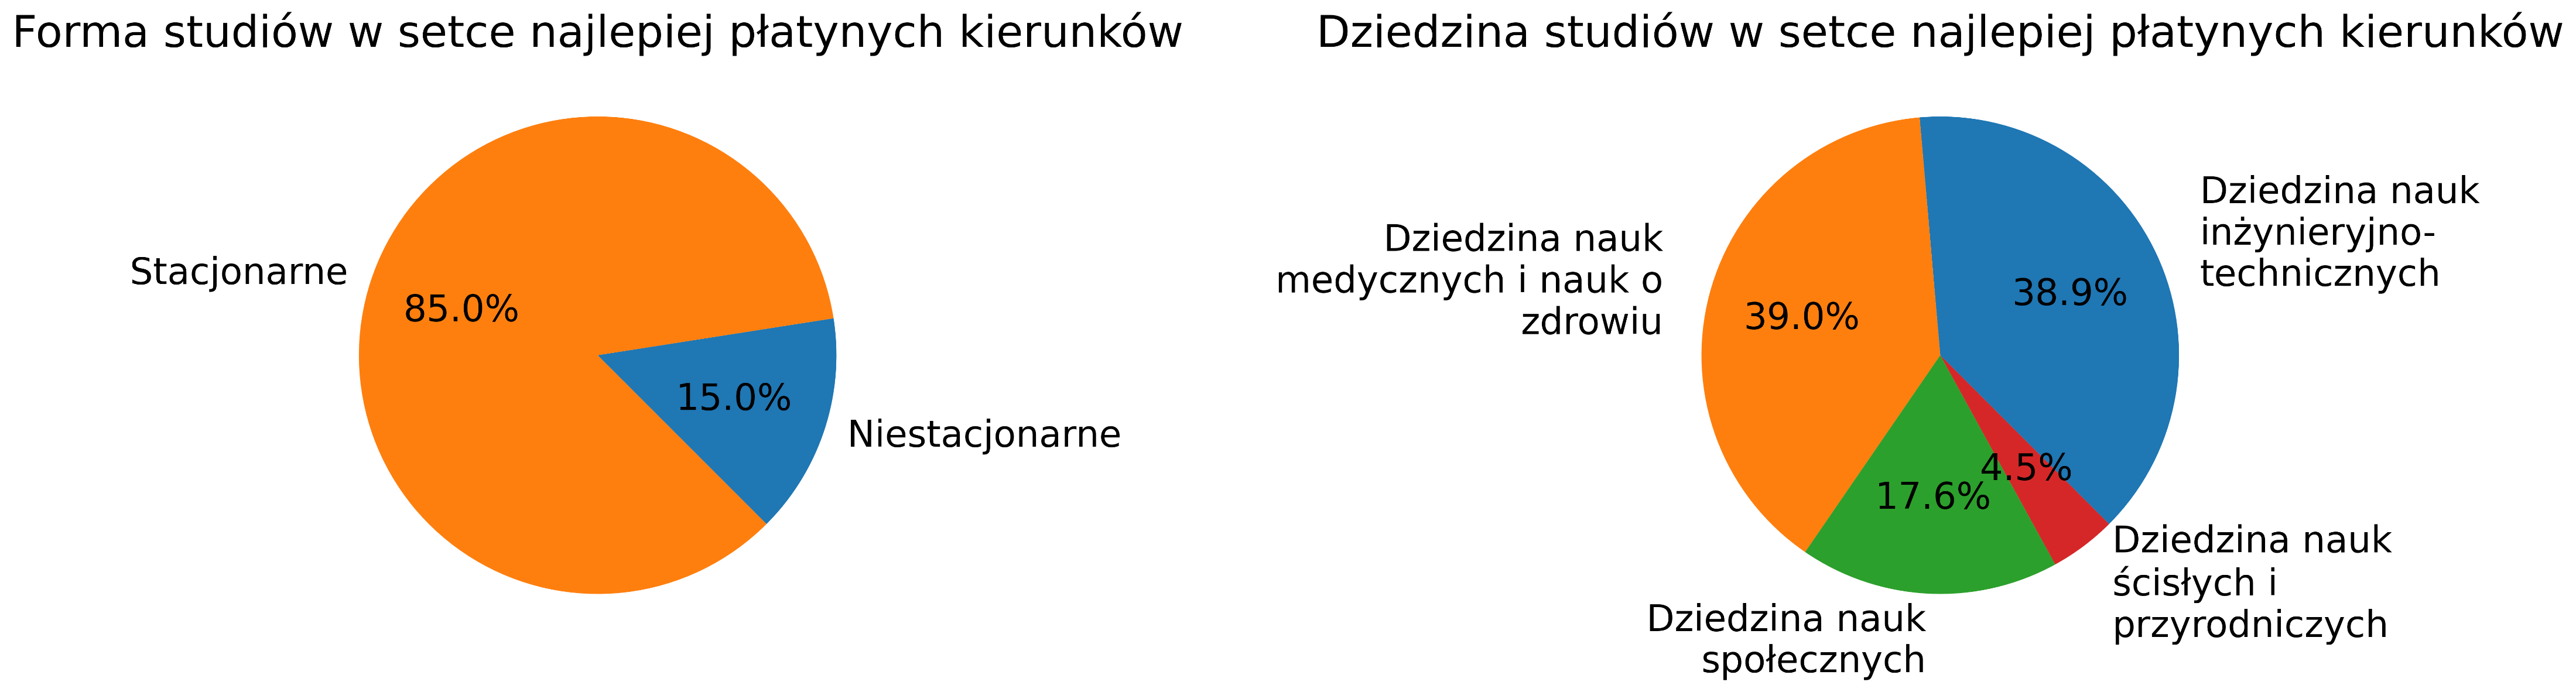 Forma studiów w setce najlepiej płatynych kierunków
Stacjonarne
85.0%
15.0%
Niestacjonarne
Dziedzina studiów w setce najlepiej płatynych kierunków
Dziedzina nauk
inżynieryjno-
technicznych
38.9%
Dziedzina nauk
medycznych i nauk o
zdrowiu
39.0%
17.6%
Dziedzina nauk
społecznych
4.5%
Dziedzina nauk
ścisłych i
przyrodniczych